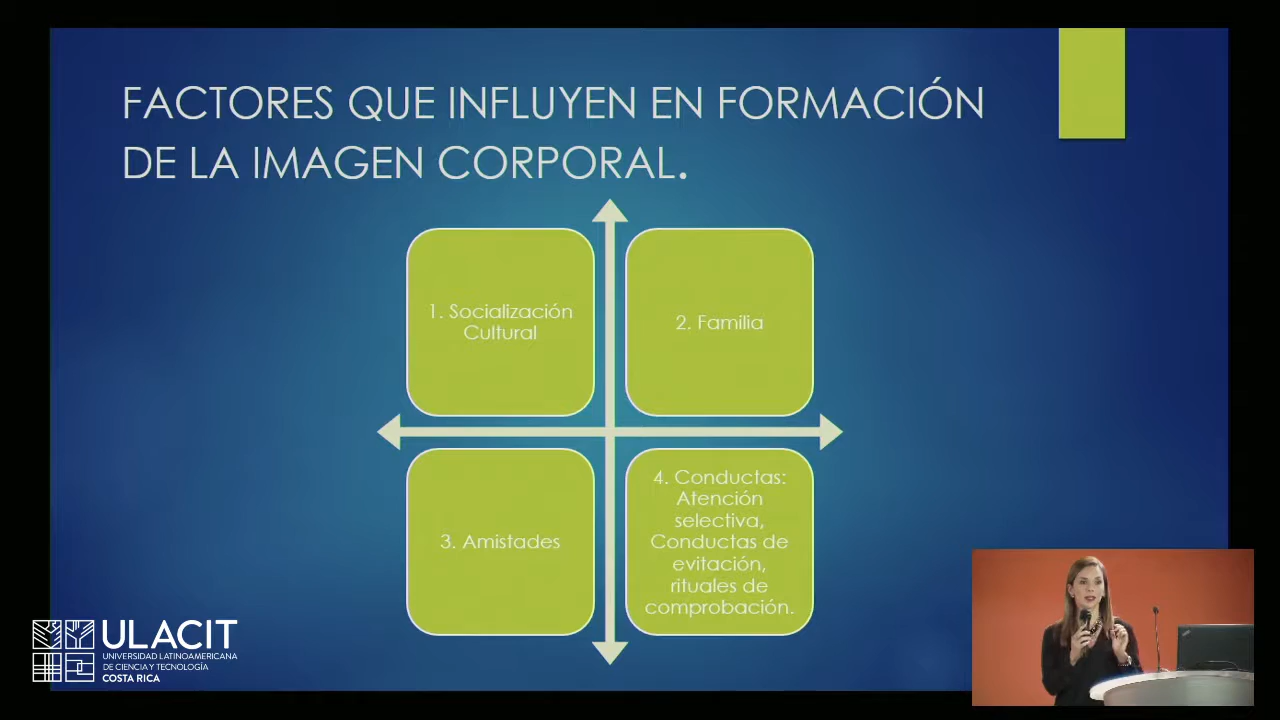 FACTORES QUE INFLUYEN EN FORMACIÓN
DE LA IMAGEN CORPORAL.
1. Socialización
Cultural
2. Familia
3. Amistades
4. Conductas:
Atención
selectiva,
Conductas de
evitación,
rituales de
comprobación.
ULACIT
UNIVERSIDAD LATINOAMERICANA
DE CIENCIA Y TECNOLOGÍA
COSTA RICA